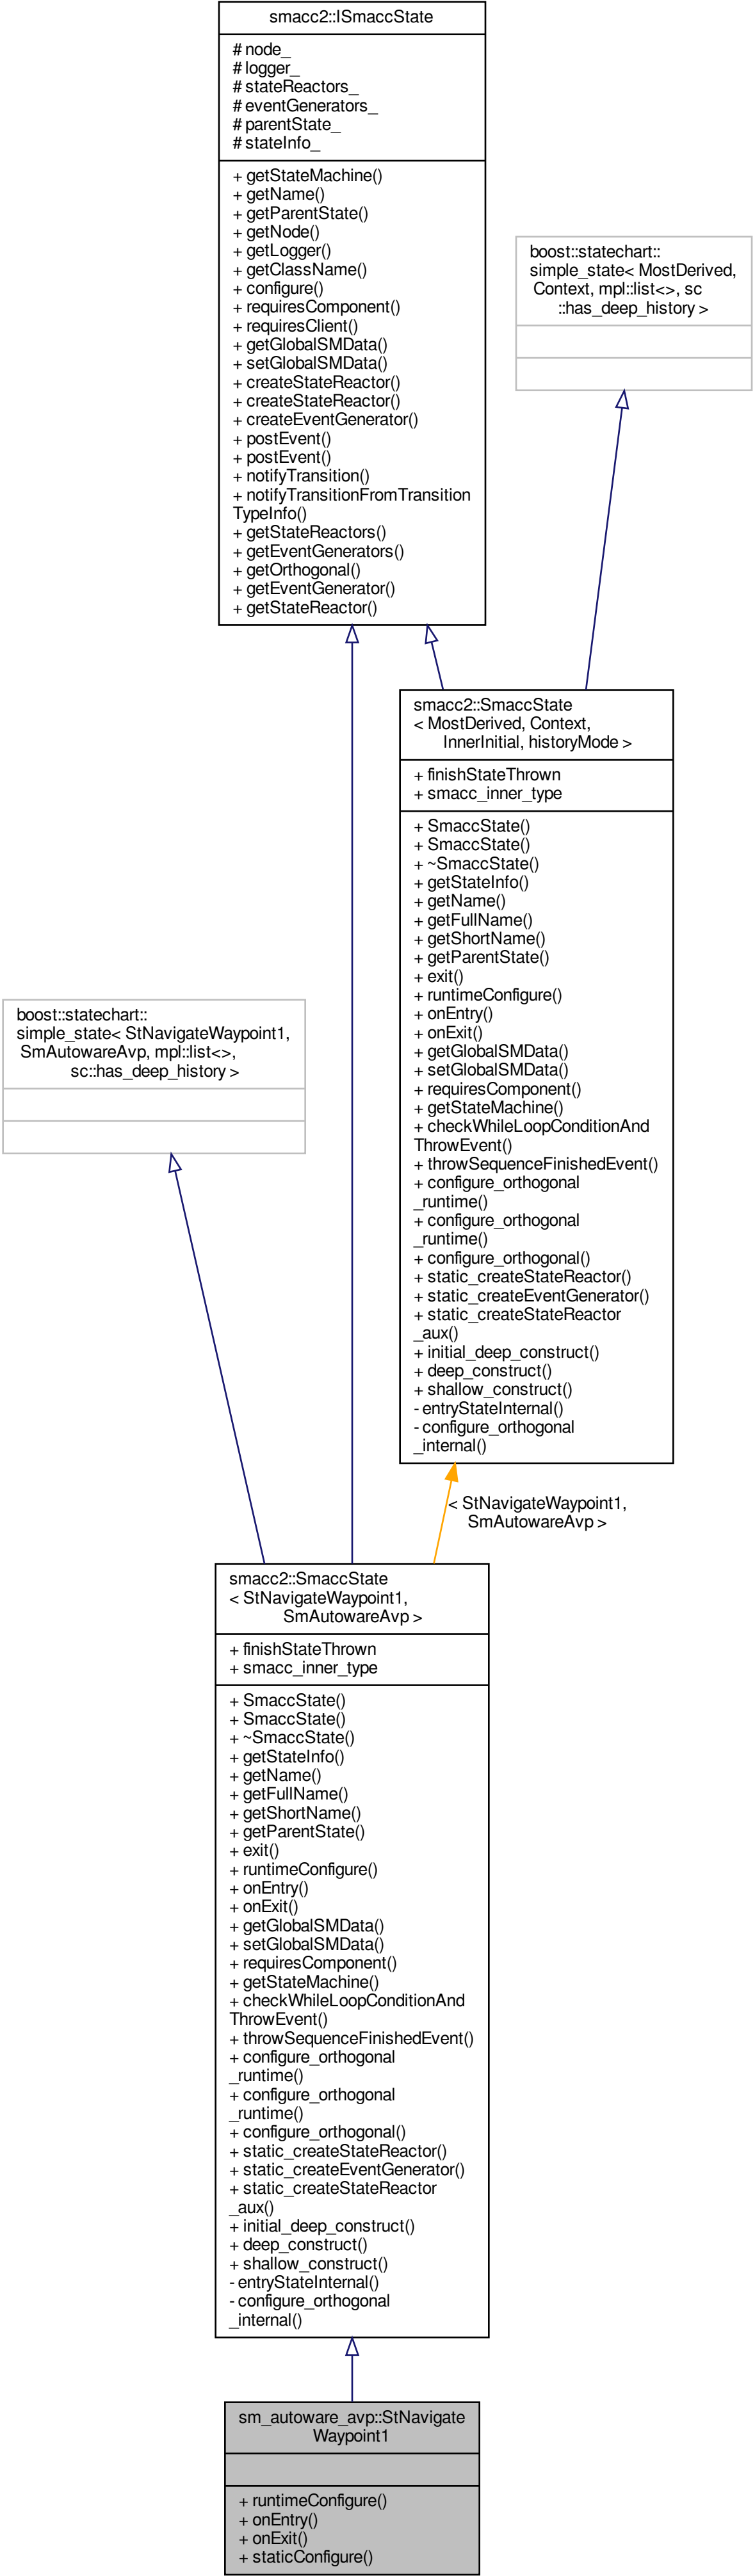 smacc2::ISmaccState
# node_
# logger_
# stateReactors_
# eventGenerators_
# parentState_
# stateInfo_
+ getStateMachine()
+ getName()
+ getParentState()
+ getNode()
+ getLogger()
+ getClassName()
+ configure()
+ requiresComponent()
+ requiresClient()
+ getGlobalSMData()
+ setGlobalSMData()
+ createStateReactor()
+ createStateReactor()
+ createEventGenerator()
+ postEvent()
+ postEvent()
+ notifyTransition()
+ notifyTransitionFromTransition
TypeInfo()
+ getStateReactors()
+ getEventGenerators()
+ getOrthogonal()
+ getEventGenerator()
+ getStateReactor()
boost::statechart::
simple_state< MostDerived,
Context, mpl::list<>, sc
::has_deep_history >
smacc2::SmaccState
< MostDerived, Context,
InnerInitial, historyMode >
+ finishStateThrown
+ smacc_inner_type
+ SmaccState()
+ SmaccState()
+ ~SmaccState()
+ getStateInfo()
+ getName()
+ getFullName()
+ getShortName()
+ getParentState()
+ exit()
+ runtimeConfigure()
+ onEntry()
+ onExit()
+ getGlobalSMData()
+ setGlobalSMData()
+ requiresComponent()
+ getStateMachine()
+ checkWhileLoopConditionAnd
ThrowEvent()
+ throwSequenceFinishedEvent()
+ configure_orthogonal
_runtime()
+ configure_orthogonal
_runtime()
+ configure_orthogonal()
+ static_createStateReactor()
+ static_createEventGenerator()
+ static_createStateReactor
_aux()
+ initial_deep_construct()
+ deep_construct()
+ shallow_construct()
- entryStateInternal()
- configure_orthogonal
_internal()
boost::statechart::
simple_state< StNavigateWaypoint1,
SmAutowareAvp, mpl::list<>,
sc::has_deep_history >
< StNavigateWaypoint1,
SmAutowareAvp >
smacc2::SmaccState
< StNavigateWaypoint1,
SmAutowareAvp >
+ finishStateThrown
+ smacc_inner_type
+ SmaccState()
+ SmaccState()
+ ~SmaccState()
+ getStateInfo()
+ getName()
+ getFullName()
+ getShortName()
+ getParentState()
+ exit()
+ runtimeConfigure()
+ onEntry()
+ onExit()
+ getGlobalSMData()
+ setGlobalSMData()
+ requiresComponent()
+ getStateMachine()
+ checkWhileLoopConditionAnd
ThrowEvent()
+ throwSequenceFinishedEvent()
+ configure_orthogonal
_runtime()
+ configure_orthogonal
_runtime()
+ configure_orthogonal()
+ static_createStateReactor()
+ static_createEventGenerator()
+ static_createStateReactor
_aux()
+ initial_deep_construct()
+ deep_construct()
+ shallow_construct()
- entryStateInternal()
- configure_orthogonal
_internal()
sm_autoware_avp::StNavigate
Waypoint1
+ runtimeConfigure()
+ onEntry()
+ onExit()
+ staticConfigure()